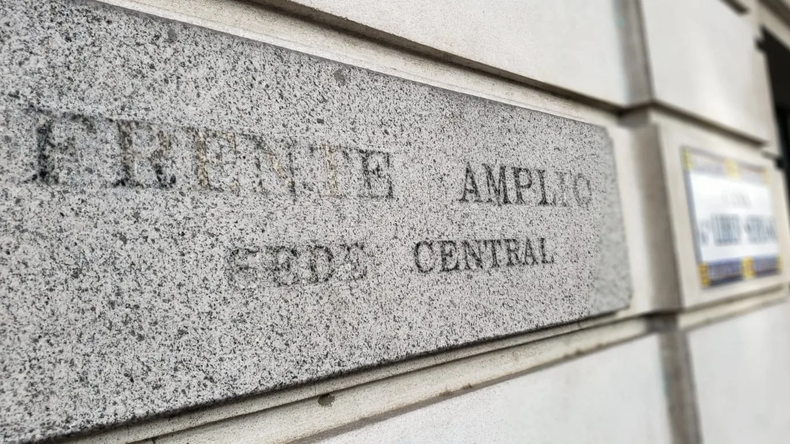 FRENTE AMPLIO
SEDE CENTRAL